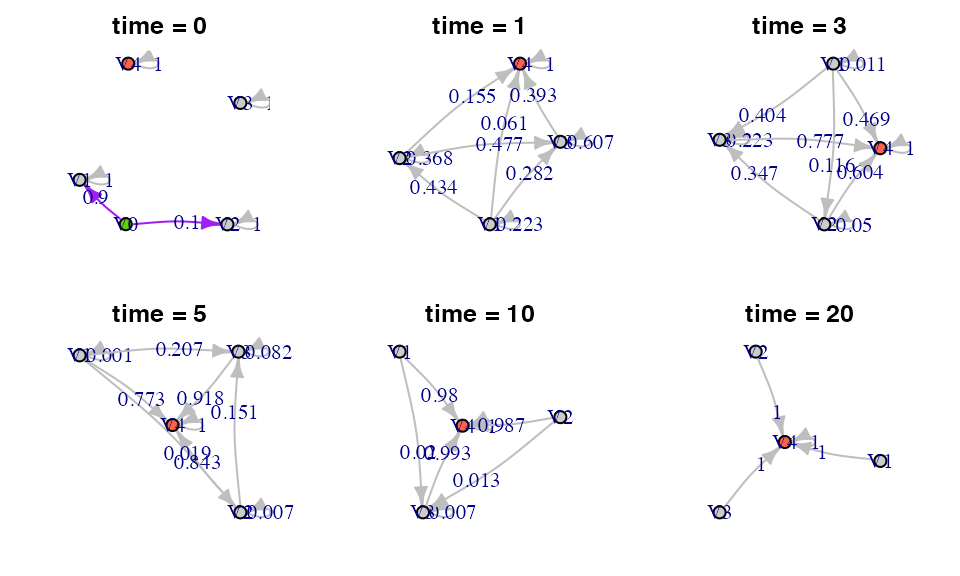 time = 0
V4 1
V3
V1 1
0.9
V0 0.1 V2 1
time = 1
V4 1
0.155 0.393
0.061
0.477 V3 0.607
V2 0.368
0.434 0.282
V1 0.223
time = 3
V1 0.011
0.404 0.469
V3 0.223 0.777 V4 1
0.347 0.116 0.604
V2 0.05
time = 5
V1 0.001 0.207 V3 0.082
0.773 0.918
0.151
V4 1
0.019
0.843
V2 0.007
time = 10
V1
0.98
V2
V4 1 0.987
0.02 0.993
0.013
V3 0.007
time = 20
V2
1
V4 1
1
1 V1
V3